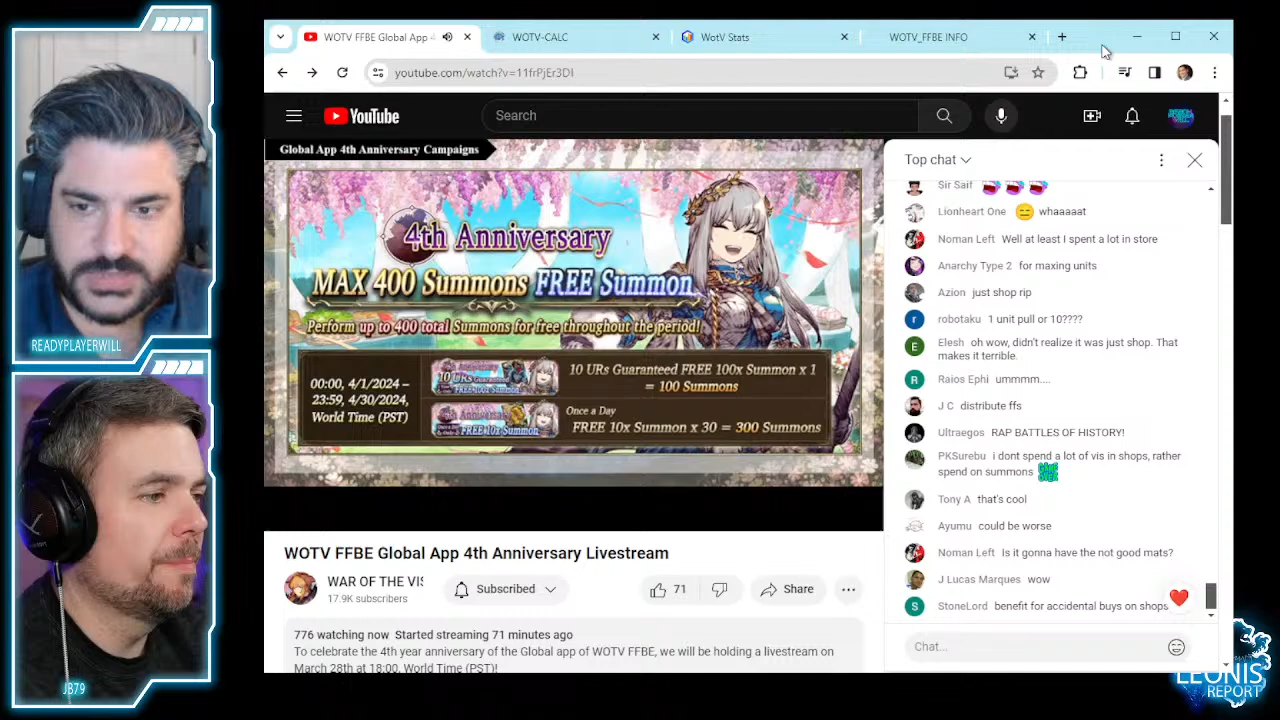 WOTV FFBE Global App 4
WOTV-CALC
WotV Stats
WOTV_FFBE INFO
youtube.com/watch?v=11frPjEr3DI
YouTube
Search
Global App 4th Anniversary Campaigns
4th Anniversary
MAX 400 Summons FREE Summon
Perform up to 400 total Summons for free throughout the period!
00:00, 4/1/2024 –
23:59, 4/30/2024,
World Time (PST)
10 URs Guaranteed
10 URs Guaranteed FREE 100x Summon x 1
= 100 Summons
FREE 10x Summon
Once a Day
FREE 10x Summon x 30 = 300 Summons
WOTV FFBE Global App 4th Anniversary Livestream
WAR OF THE VIS
17.9K subscribers
Subscribed
71
Share
776 watching now Started streaming 71 minutes ago
To celebrate the 4th year anniversary of the Global app of WOTV FFBE, we will be holding a livestream on
March 28th at 18:00, World Time (PST)!
Top chat
Sir Saif
Lionheart One whaaaaat
Noman Left Well at least I spent a lot in store
Anarchy Type 2 for maxing units
Azion just shop rip
r
robotaku 1 unit pull or 10????
E
Elesh oh wow, didn't realize it was just shop. That
makes it terrible.
R
Raios Ephi ummmm....
J C distribute ffs
Ultraegos RAP BATTLES OF HISTORY!
PKSurebu i dont spend a lot of vis in shops, rather
spend on summons
Tony A that's cool
Ayumu could be worse
Noman Left Is it gonna have the not good mats?
J Lucas Marques wow
S
StoneLord benefit for accidental buys on shops
Chat...
READYPLAYERWILL
JB79
LEONIS
REPORT